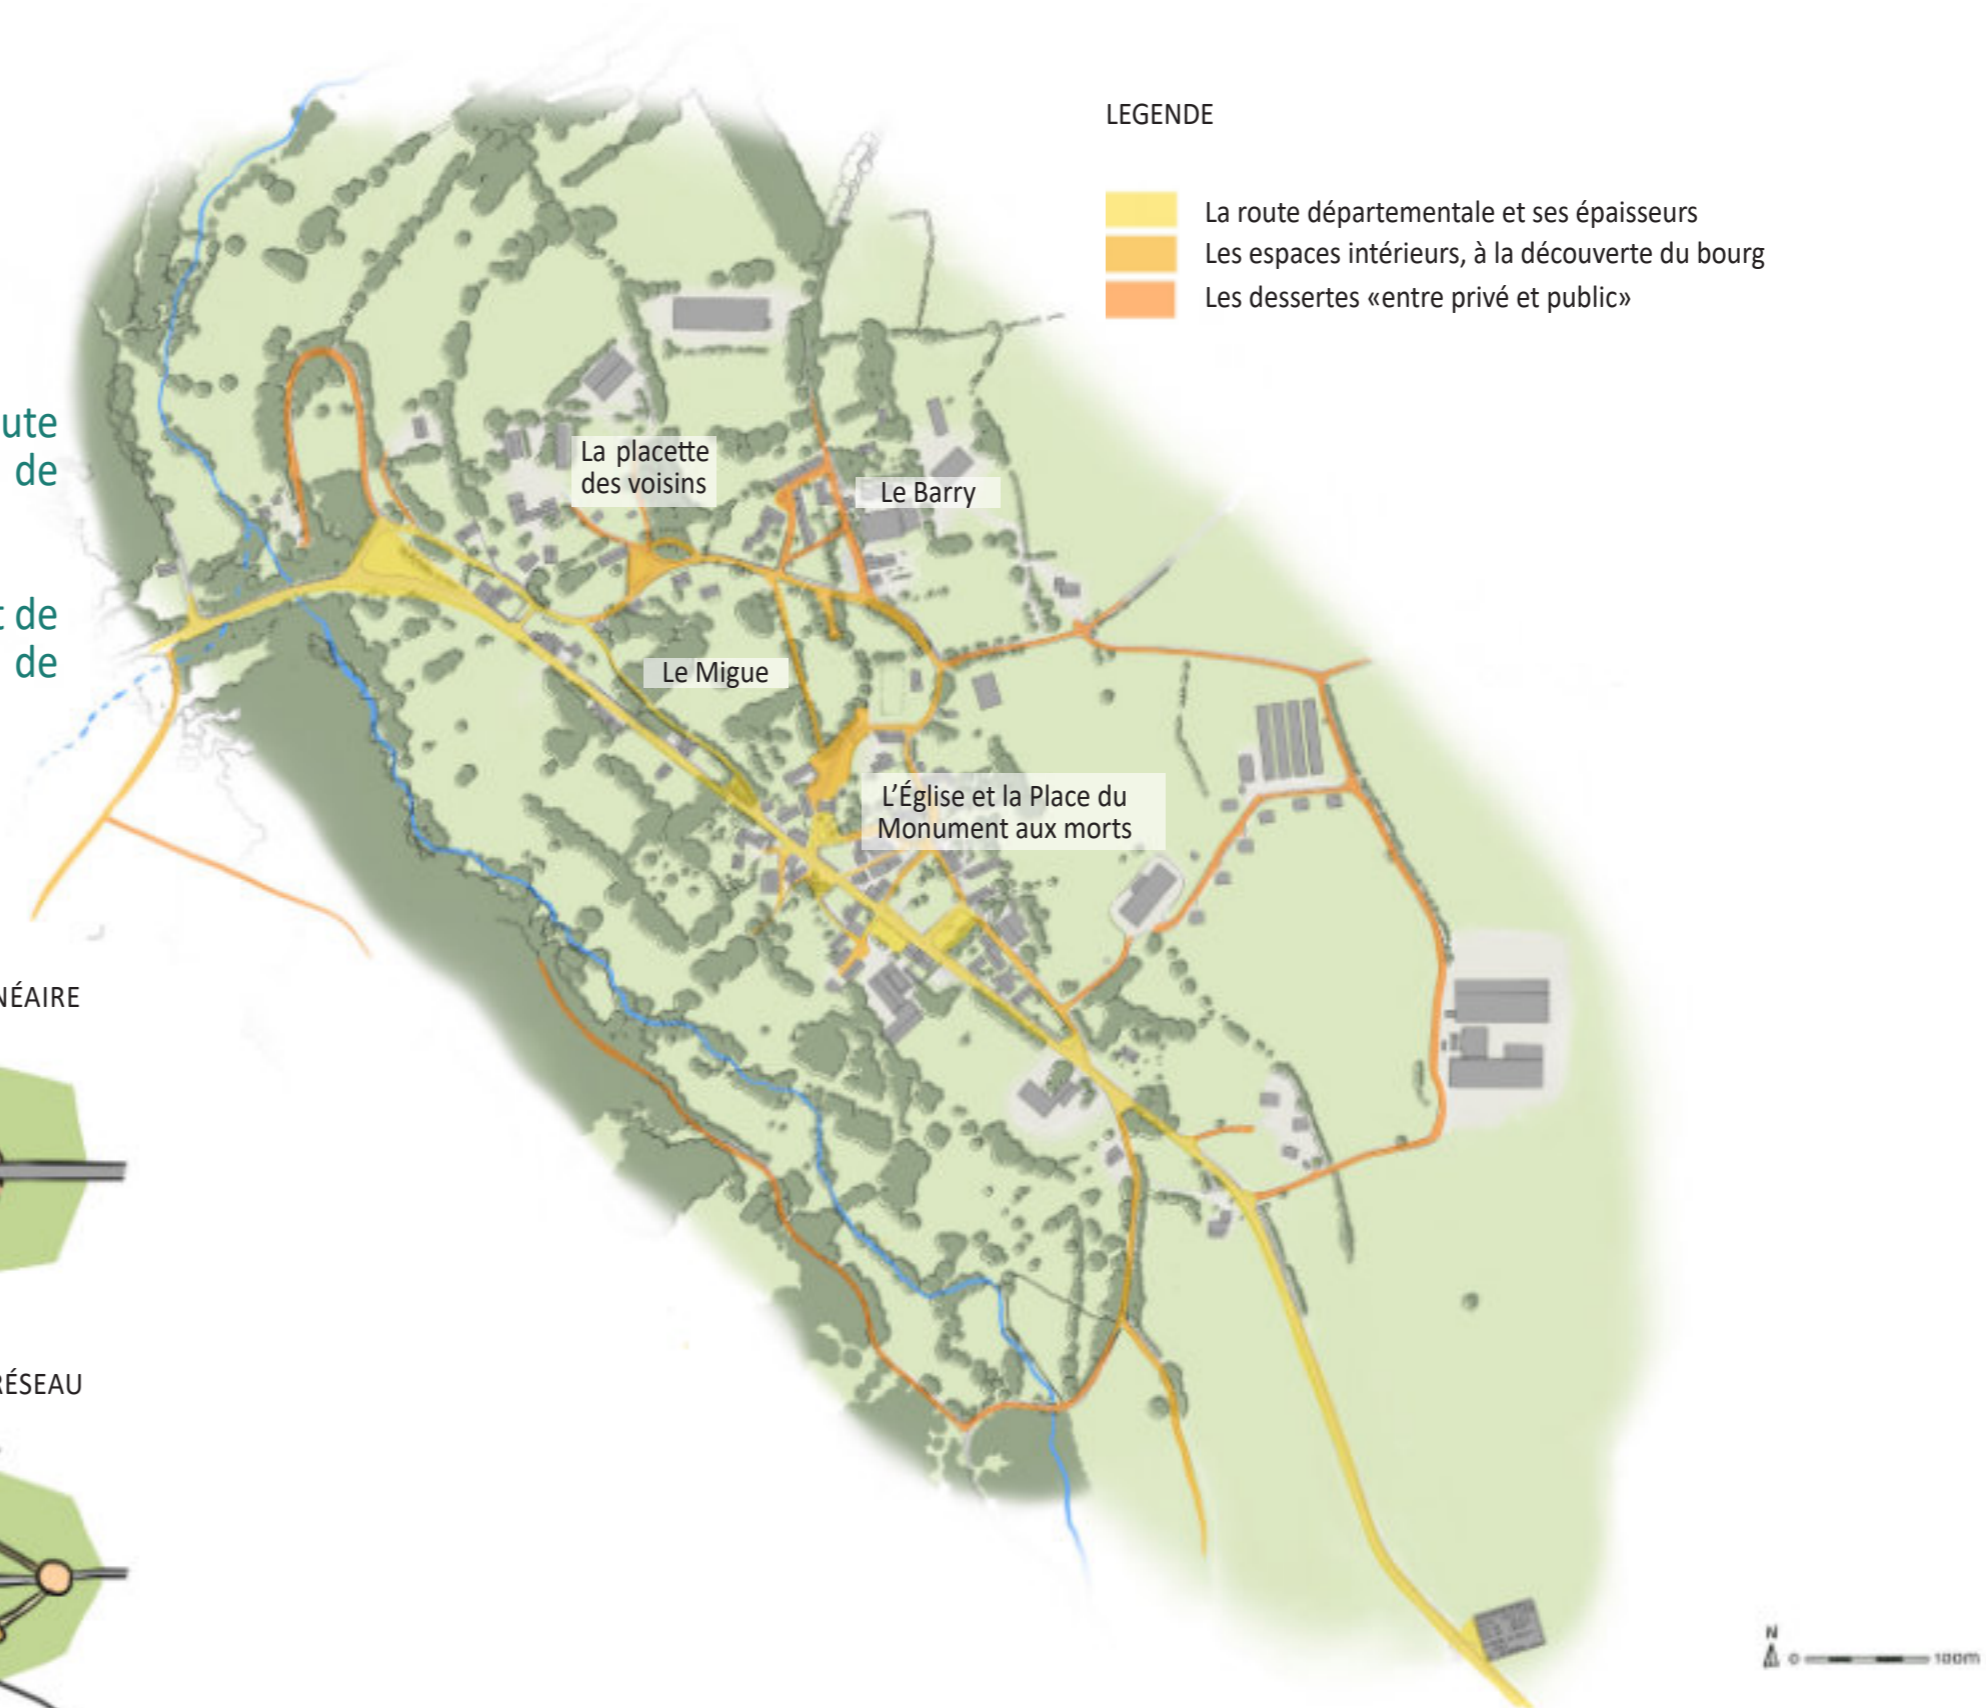 LEGENDE
La route départementale et ses épaisseurs
Les espaces intérieurs, à la découverte du bourg
Les dessertes «entre privé et public»
ute
de
t de
de
La placette
des voisins
Le Barry
Le Migue
L'Église et la Place du
Monument aux morts
NÉAIRE
RÉSEAU
N
0 100m